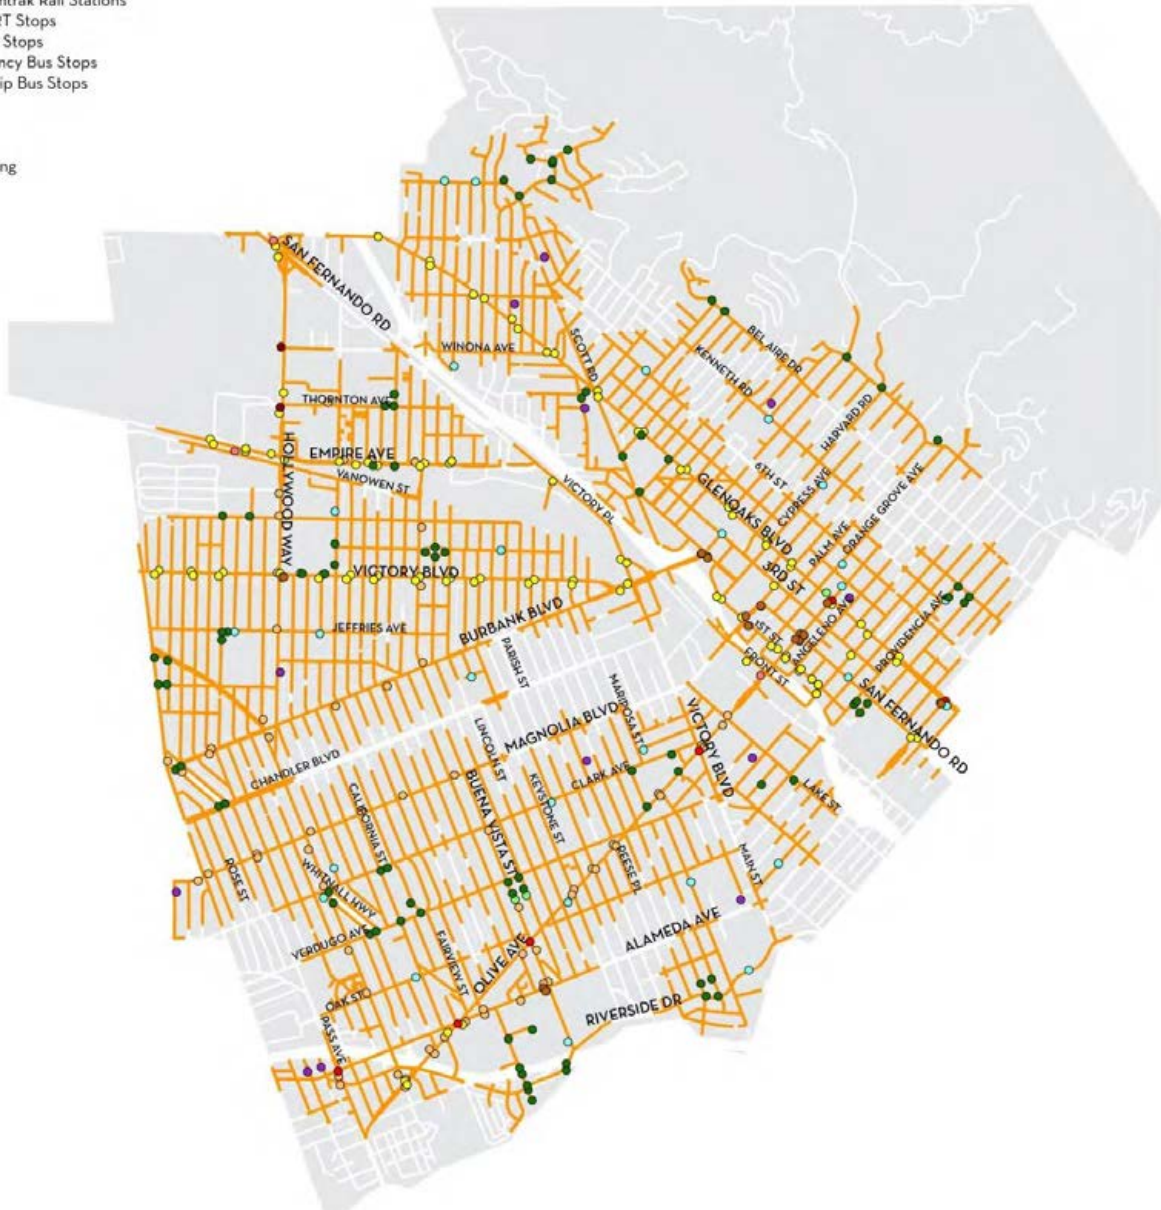 RT Stops
Stops
ncy Bus Stops
ip Bus Stops
ng
SAN FERNANDO RD
WINONA AVE
SCOTT RD
BEL AIRE DR
KENNETH RD
THORNTON AVE
HARVARD RD
HOLLYWOOD WAY
EMPIRE AVE
VANOWEN ST
VICTORY PL
6TH ST
CYPRESS AVE
GLENOAKS BLVD
ORANGE GROVE AVE
PALM AVE
VICTORY BLVD
3RD ST
PROVIDENCIA AVE
ANGELENO AVE
1ST ST
BURBANK BLVD
JEFFRIES AVE
FRONT ST
PARISH ST
SAN FERNANDO RD
MARIPOSA ST
VICTORY BLVD
MAGNOLIA BLVD
LINCOLN ST
CHANDLER BLVD
CLARK AVE
LAKE ST
KEYSTONE ST
CALIFORNIA ST
BUENA VISTA ST
REESE PL
MAIN ST
ROSE ST
WHITNALL HWY
VERDUGO AVE
FAIRVIEW ST
OLIVE AVE
ALAMEDA AVE
OAK ST
RIVERSIDE DR
PASS AVE